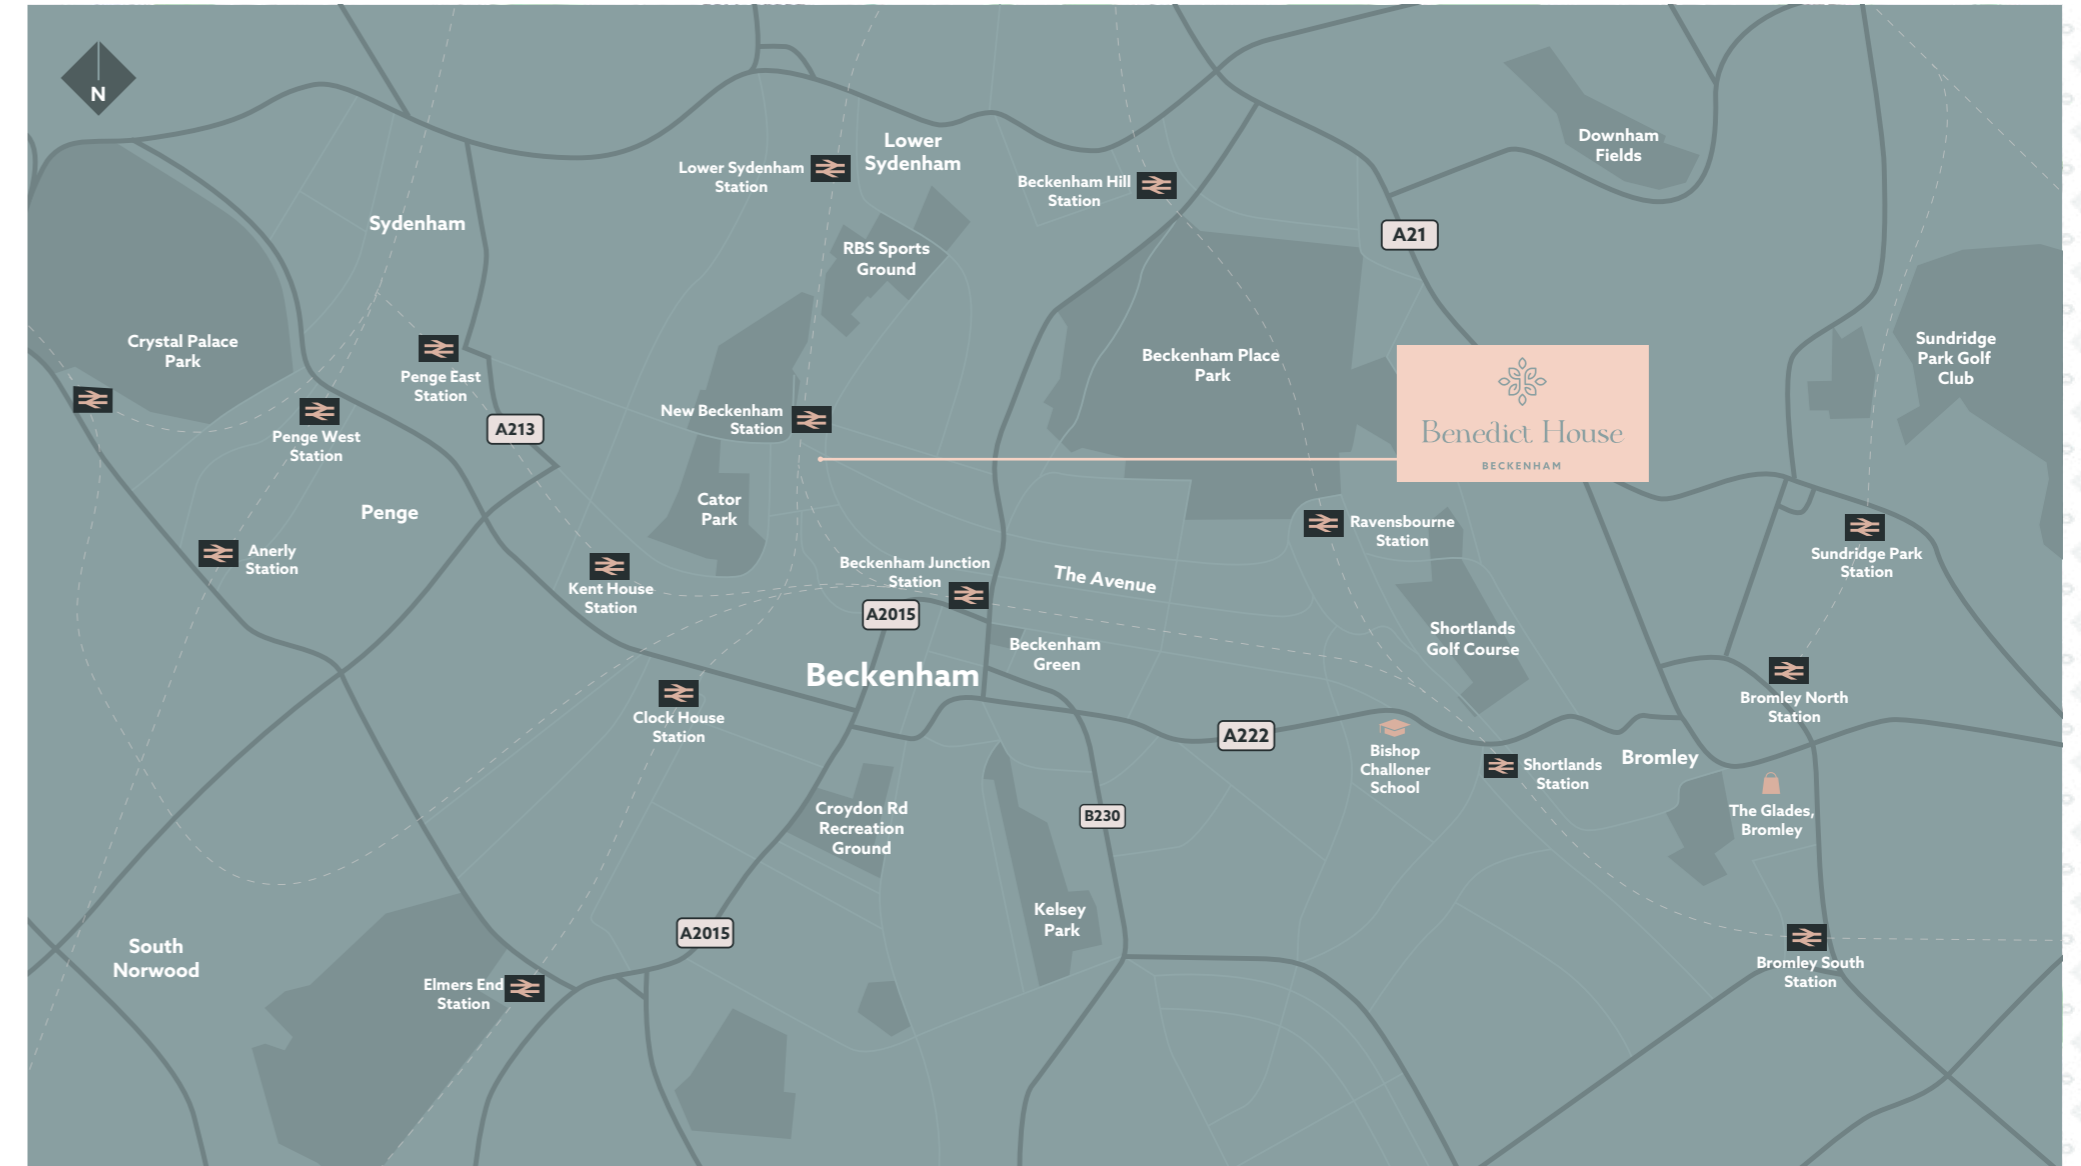 N
Lower
Sydenham
Lower Sydenham
Station
Beckenham Hill
Station
Downham
Fields
Sydenham
A21
RBS Sports
Ground
Crystal Palace
Park
Penge East
Station
Beckenham Place
Park
Sundridge
Park Golf
Club
Benedict House
BECKENHAM
New Beckenham
Station
A213
Penge West
Station
Penge
Cator
Park
Ravensbourne
Station
Anerly
Station
Sundridge Park
Station
Kent House
Station
Beckenham Junction
Station
The Avenue
A2015
Beckenham
Beckenham
Green
Shortlands
Golf Course
Clock House
Station
Bromley North
Station
A222
Bishop
Challoner
School
Shortlands
Station
Bromley
The Glades,
Bromley
Croydon Rd
Recreation
Ground
B230
Kelsey
Park
A2015
South
Norwood
Elmers End
Station
Bromley South
Station